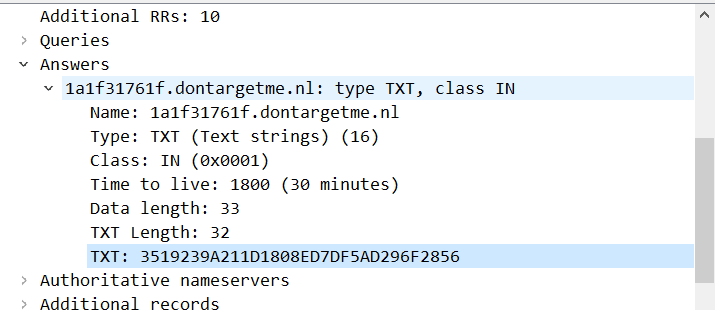 Additional RRs: 10
Queries
Answers
1a1f31761f.dontargetme.nl: type TXT, class IN
Name: 1a1f31761f.dontargetme.nl
Type: TXT (Text strings) (16)
Class: IN (0x0001)
Time to live: 1800 (30 minutes)
Data length: 33
TXT Length: 32
TXT: 3519239A211D1808ED7DF5AD296F2856
Authoritative nameservers
Additional records